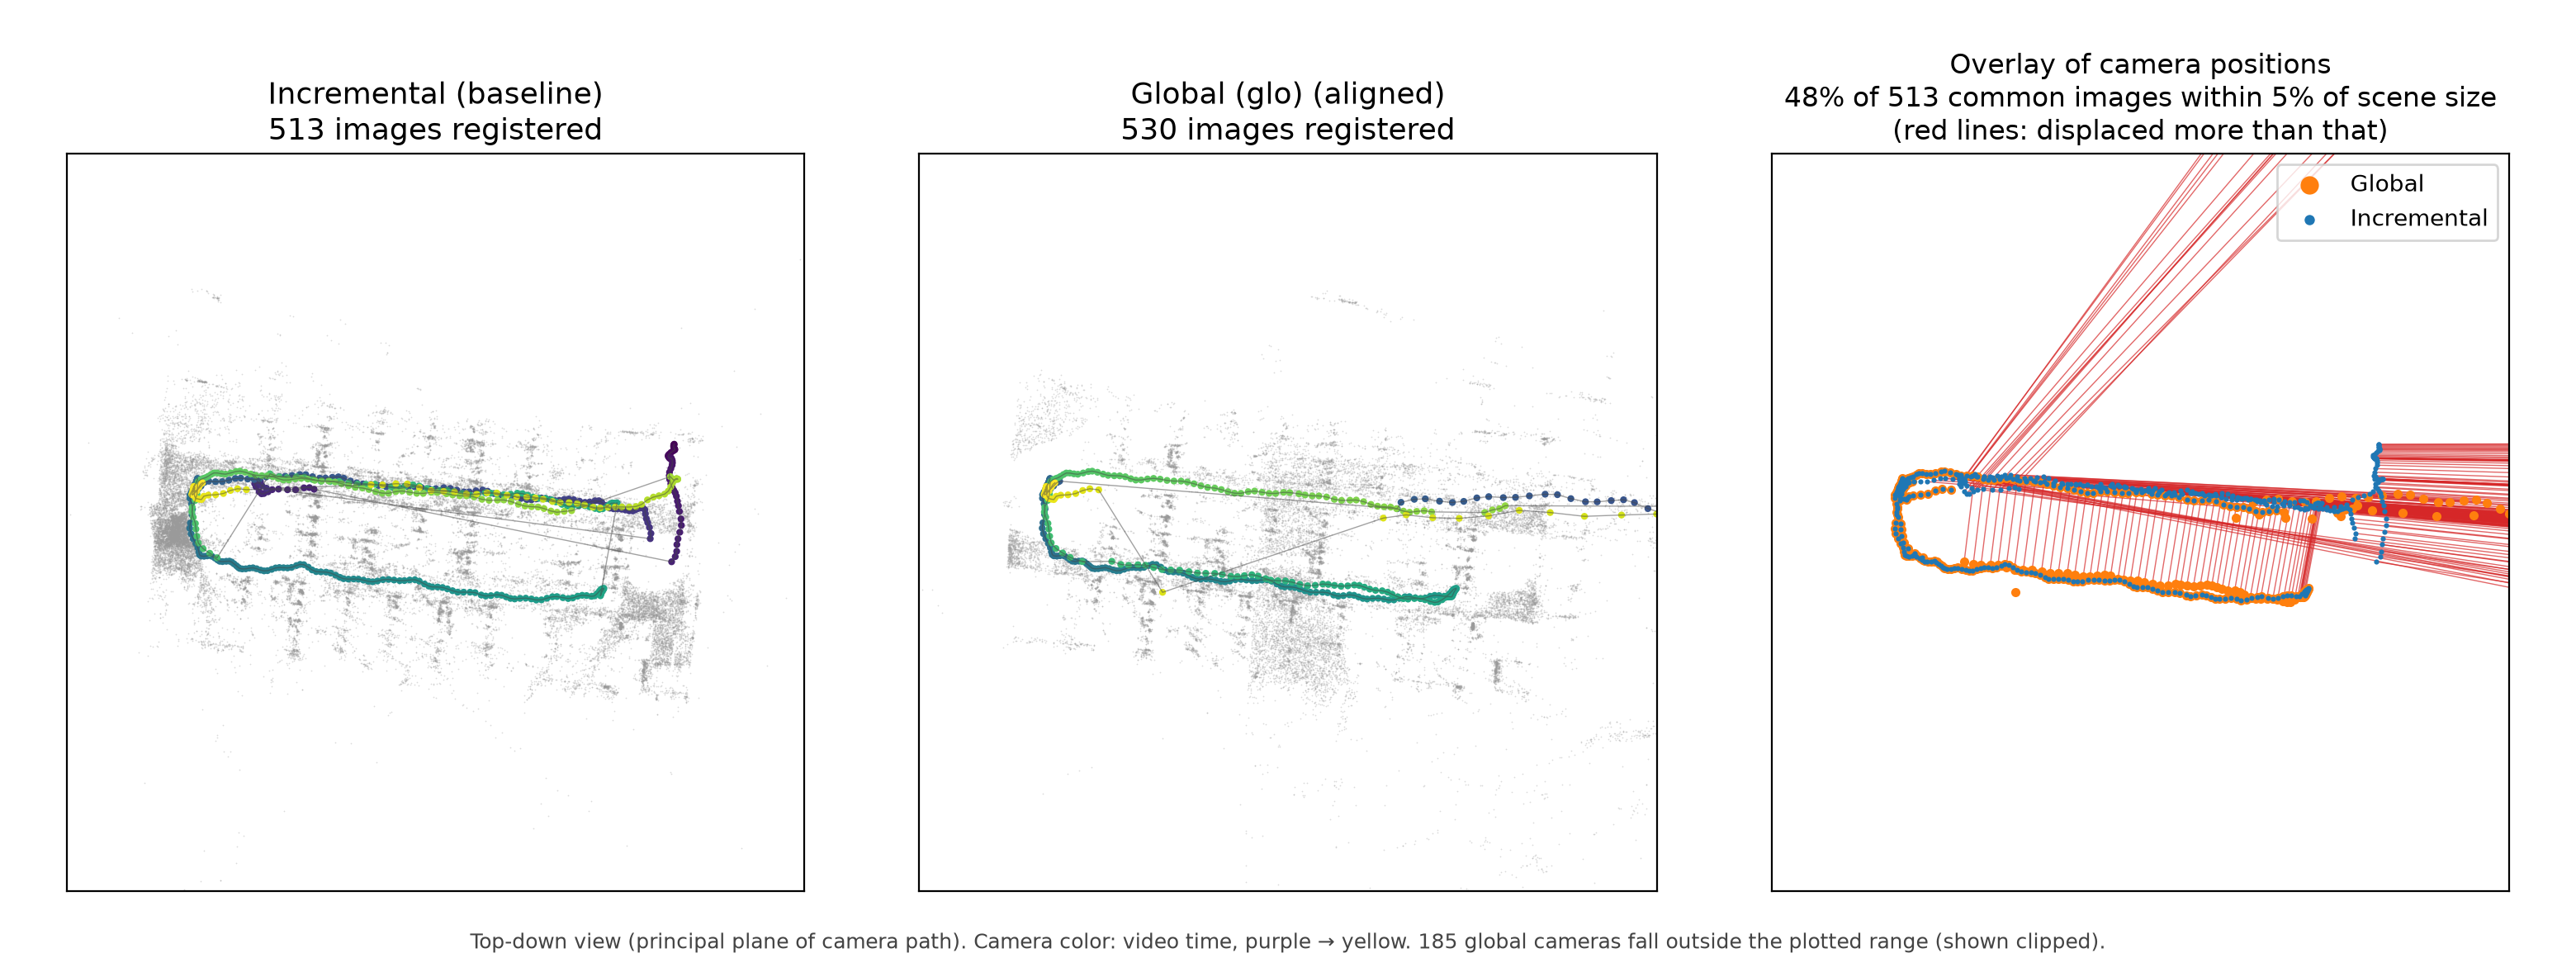 Incremental (baseline)
513 images registered
Global (glo) (aligned)
530 images registered
Overlay of camera positions
48% of 513 common images within 5% of scene size
(red lines: displaced more than that)
Global
Incremental
Top-down view (principal plane of camera path). Camera color: video time, purple → yellow. 185 global cameras fall outside the plotted range (shown clipped).